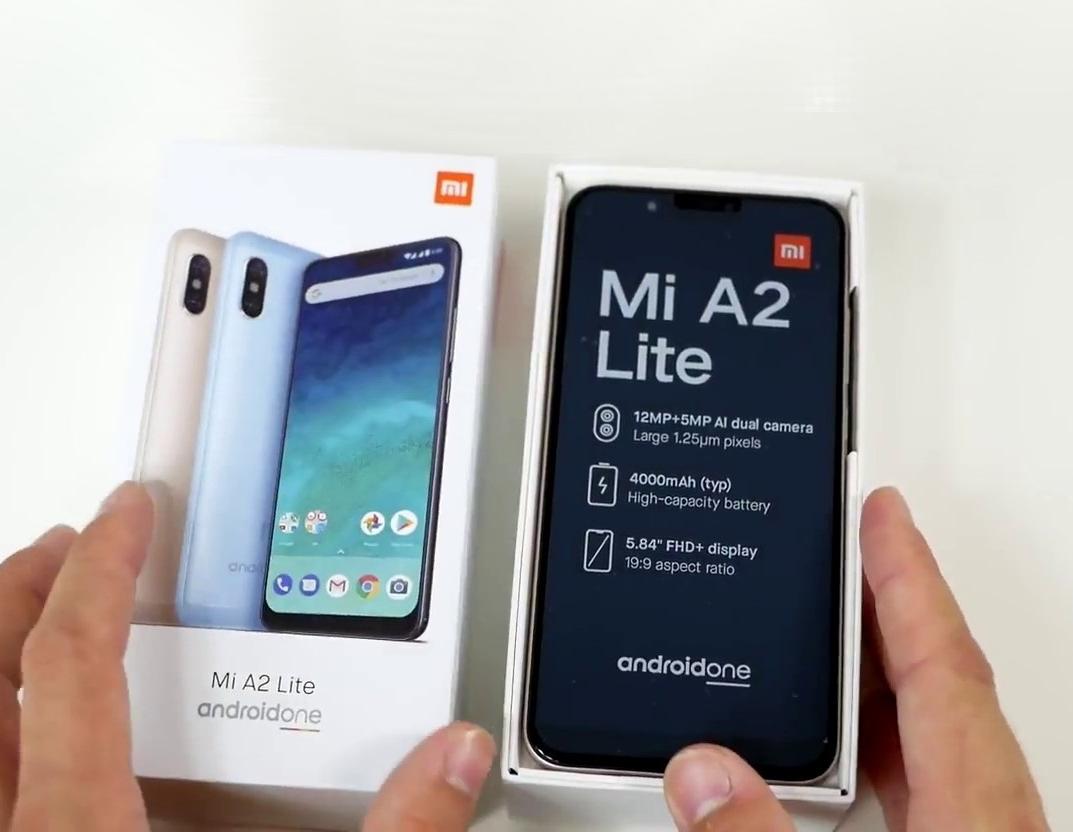 mi
Mi A2 Lite
androidone
mi
Mi A2
Lite
12MP+5MP AI dual camera
Large 1.25μm pixels
4000mAh (typ)
High-capacity battery
5.84" FHD+ display
19:9 aspect ratio
androidone